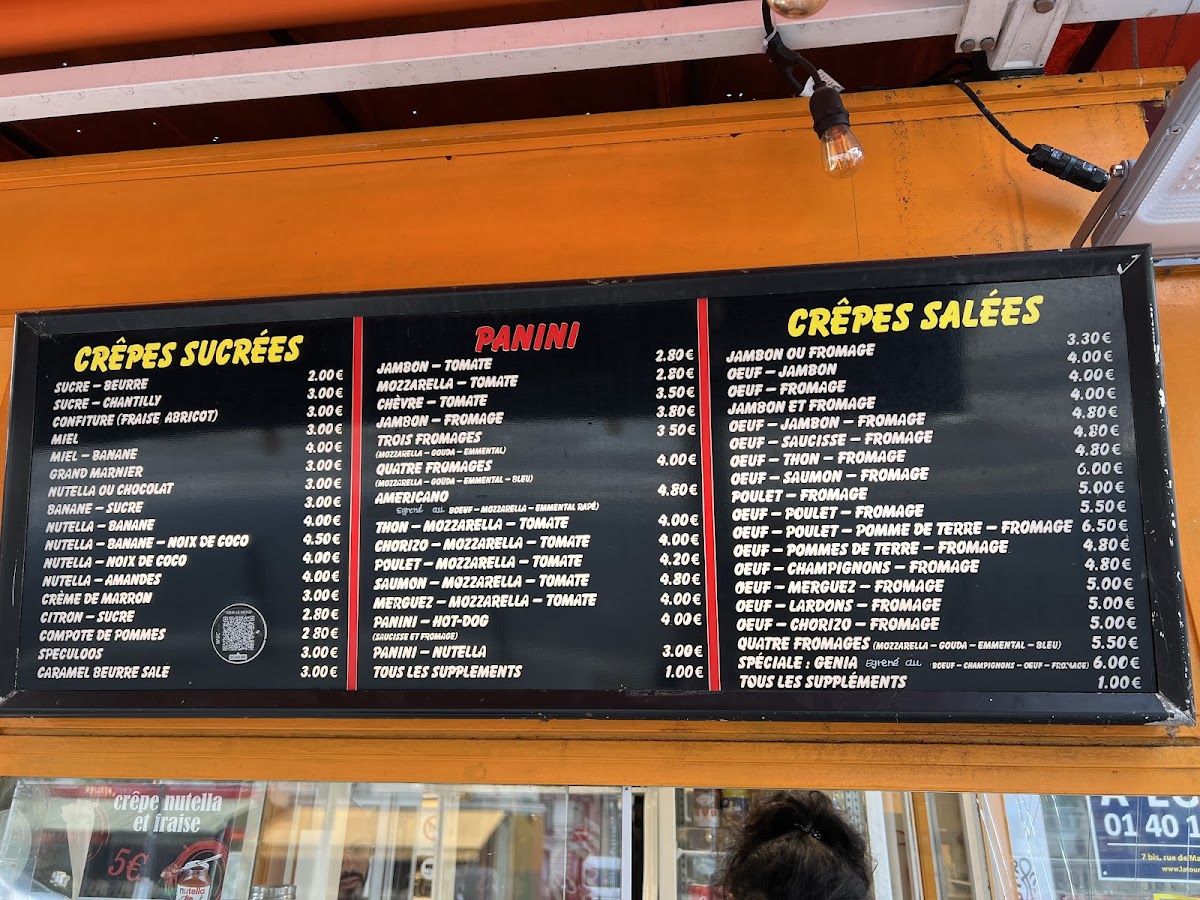 CRÊPES SUCRÉES
SUCRE – BEURRE 2.00€
SUCRE – CHANTILLY 3.00€
CONFITURE (FRAISE ABRICOT) 3.00€
MIEL 3.00€
MIEL – BANANE 4.00€
GRAND MARNIER 3.00€
NUTELLA OU CHOCOLAT 3.00€
BANANE – SUCRE 3.00€
NUTELLA – BANANE 4.00€
NUTELLA – BANANE – NOIX DE COCO 4.50€
NUTELLA – NOIX DE COCO 4.00€
NUTELLA – AMANDES 4.00€
CRÈME DE MARRON 3.00€
CITRON – SUCRE 2.80€
COMPOTE DE POMMES 2.80€
SPECULOOS 3.00€
CARAMEL BEURRE SALÉ 3.00€
VOIR LE MENU
PANINI
JAMBON – TOMATE 2.80€
MOZZARELLA – TOMATE 2.80€
CHÈVRE – TOMATE 3.50€
JAMBON – FROMAGE 3.80€
TROIS FROMAGES 3.50€
(MOZZARELLA – GOUDA – EMMENTAL)
QUATRE FROMAGES 4.00€
(MOZZARELLA – GOUDA – EMMENTAL – BLEU)
AMERICANO 4.80€
Egrené au BOEUF – MOZZARELLA – EMMENTAL RAPÉ)
THON – MOZZARELLA – TOMATE 4.00€
CHORIZO – MOZZARELLA – TOMATE 4.00€
POULET – MOZZARELLA – TOMATE 4.20€
SAUMON – MOZZARELLA – TOMATE 4.80€
MERGUEZ – MOZZARELLA – TOMATE 4.00€
PANINI – HOT-DOG 4.00€
(SAUCISSE ET FROMAGE)
PANINI – NUTELLA 3.00€
TOUS LES SUPPLEMENTS 1.00€
CRÊPES SALÉES
JAMBON OU FROMAGE 3.30€
OEUF – JAMBON 4.00€
OEUF – FROMAGE 4.00€
JAMBON ET FROMAGE 4.00€
OEUF – JAMBON – FROMAGE 4.80€
OEUF – SAUCISSE – FROMAGE 4.80€
OEUF – THON – FROMAGE 4.80€
OEUF – SAUMON – FROMAGE 6.00€
POULET – FROMAGE 5.00€
OEUF – POULET – FROMAGE 5.50€
OEUF – POULET – POMME DE TERRE – FROMAGE 6.50€
OEUF – POMMES DE TERRE – FROMAGE 4.80€
OEUF – CHAMPIGNONS – FROMAGE 4.80€
OEUF – MERGUEZ – FROMAGE 5.00€
OEUF – LARDONS – FROMAGE 5.00€
OEUF – CHORIZO – FROMAGE 5.00€
QUATRE FROMAGES (MOZZARELLA – GOUDA – EMMENTAL – BLEU) 5.50€
SPÉCIALE : GENIA Egrené au BOEUF – CHAMPIGNONS – OEUF – FROMAGE) 6.00€
TOUS LES SUPPLÉMENTS 1.00€
crêpe nutella
et fraise
5€
nutella
01 40 1
7 bis, rue de Ma
www.latour